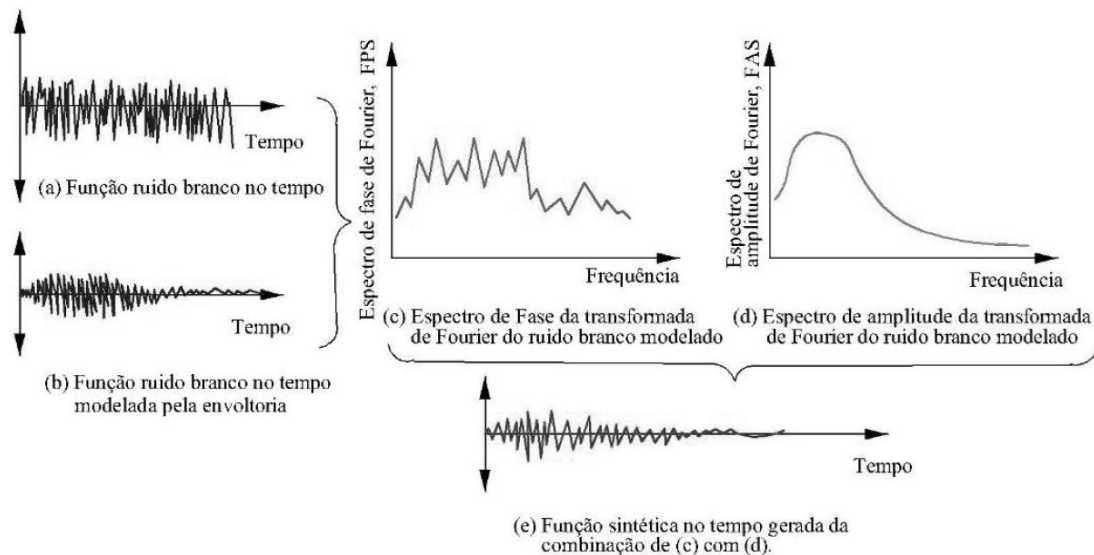 Tempo
(a) Função ruido branco no tempo
Tempo
(b) Função ruido branco no tempo
modelada pela envoltoria
Espectro de fase de Fourier, FPS
Frequência
(c) Espectro de Fase da transformada
de Fourier do ruido branco modelado
Espectro de
amplitude de Fourier, FAS
Frequência
(d) Espectro de amplitude da transformada
de Fourier do ruido branco modelado
Tempo
(e) Função sintética no tempo gerada da
combinação de (c) com (d).